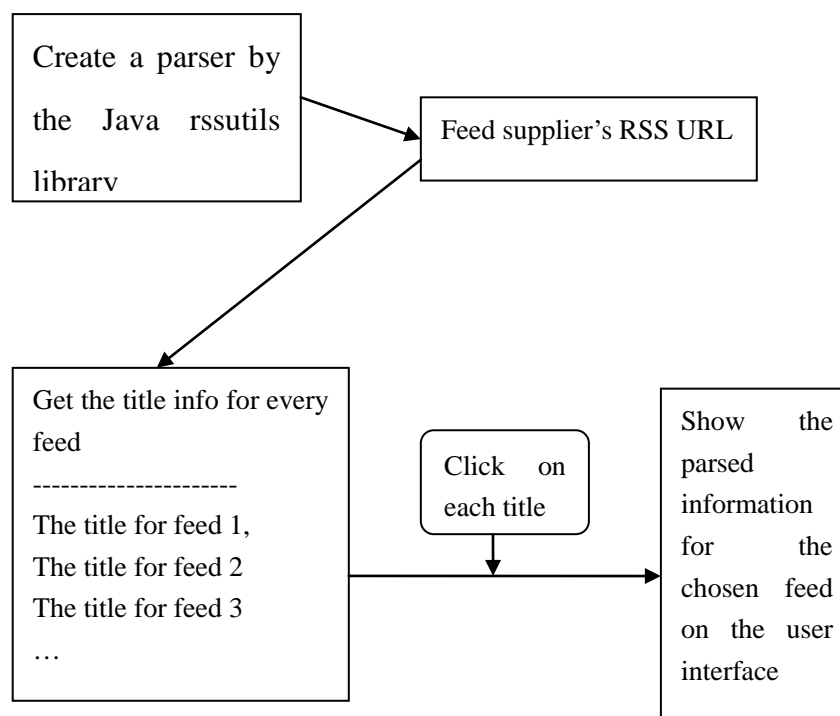 Create a parser by
the Java rssutils
library
Feed supplier’s RSS URL
Get the title info for every
feed
----------------------
The title for feed 1,
The title for feed 2
The title for feed 3
…
Click on
each title
Show the
parsed
information
for the
chosen feed
on the user
interface